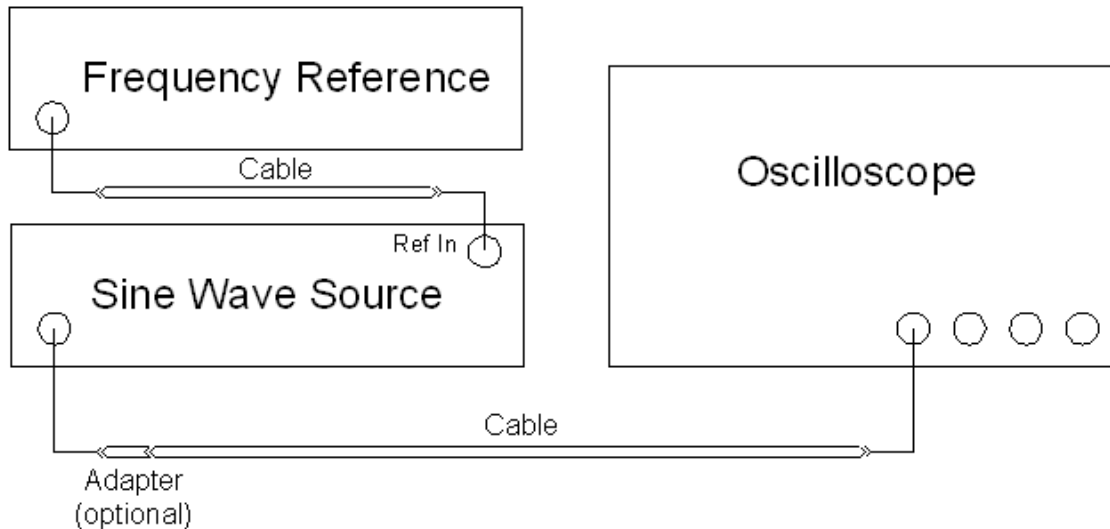 Frequency Reference
Cable
Oscilloscope
Ref In
Sine Wave Source
Cable
Adapter
(optional)